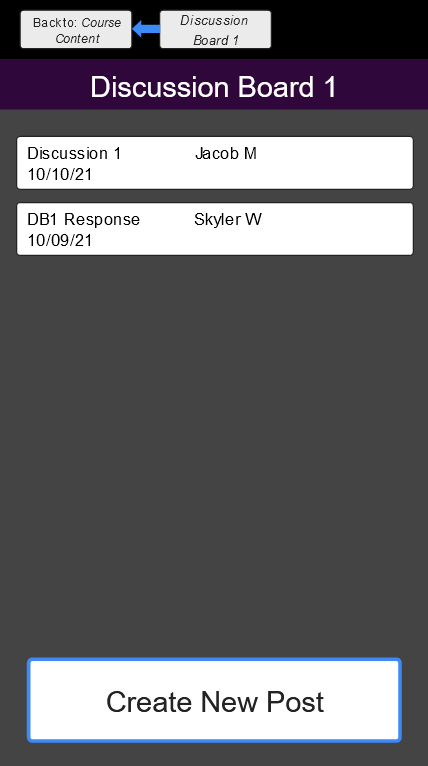 Backto: Course
Content
Discussion
Board 1
Discussion Board 1
Discussion 1 Jacob M
10/10/21
DB1 Response Skyler W
10/09/21
Create New Post